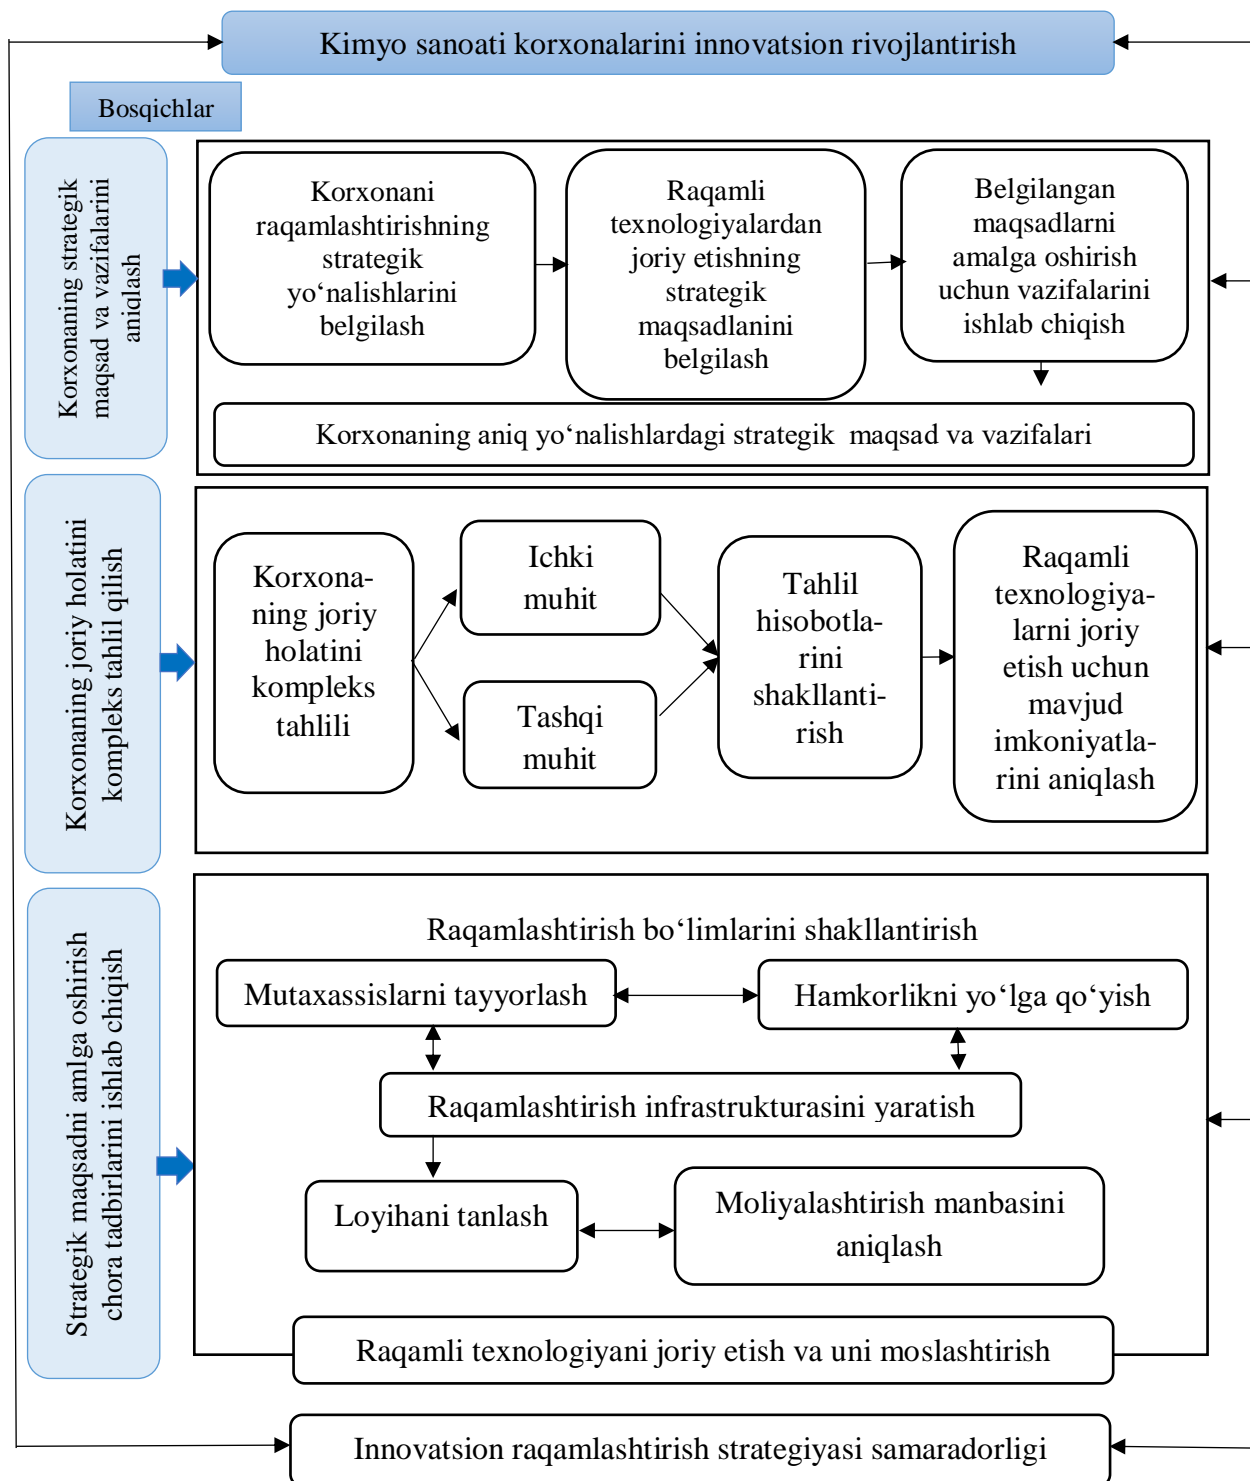 Kimyo sanoati korxonalarini innovatsion rivojlantirish
Bosqichlar
Korxonaning strategik
maqsad va vazifalarini
aniqlash
Korxonani
raqamlashtirishning
strategik
yo‘nalishlarini
belgilash
Raqamli
texnologiyalardan
joriy etishning
strategik
maqsadlanini
belgilash
Belgilangan
maqsadlarni
amalga oshirish
uchun vazifalarini
ishlab chiqish
Korxonaning aniq yo‘nalishlardagi strategik maqsad va vazifalari
Korxonaning joriy holatini
kompleks tahlil qilish
Korxona-
ning joriy
holatini
kompleks
tahlili
Ichki
muhit
Tashqi
muhit
Tahlil
hisobotla-
rini
shakllanti-
rish
Raqamli
texnologiya-
larni joriy
etish uchun
mavjud
imkoniyatla-
rini aniqlash
Strategik maqsadni amlga oshirish
chora tadbirlarini ishlab chiqish
Raqamlashtirish bo‘limlarini shakllantirish
Mutaxassislarni tayyorlash
Hamkorlikni yo‘lga qo‘yish
Raqamlashtirish infrastrukturasini yaratish
Loyihani tanlash
Moliyalashtirish manbasini
aniqlash
Raqamli texnologiyani joriy etish va uni moslashtirish
Innovatsion raqamlashtirish strategiyasi samaradorligi